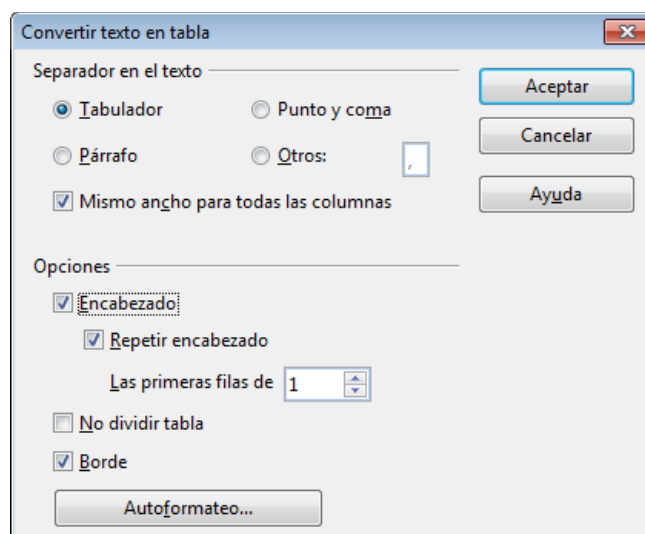 Convertir texto en tabla
Separador en el texto
Tabulador
Punto y coma
Párrafo
Otros:
,
Mismo ancho para todas las columnas
Aceptar
Cancelar
Ayuda
Opciones
Encabezado
Repetir encabezado
Las primeras filas de 1
No dividir tabla
Borde
Autoformateo...